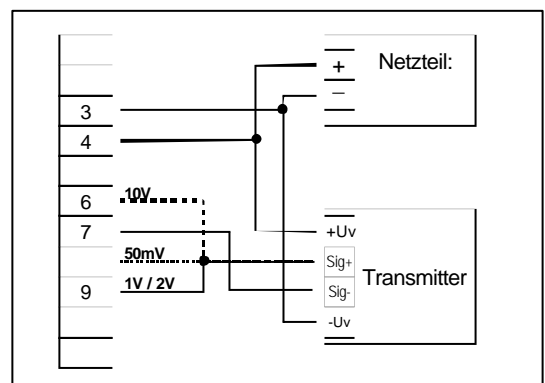 +
Netzteil:
–
3
4
6
10V
7
+Uv
50mV
Sig+
Transmitter
9
1V / 2V
Sig-
-Uv